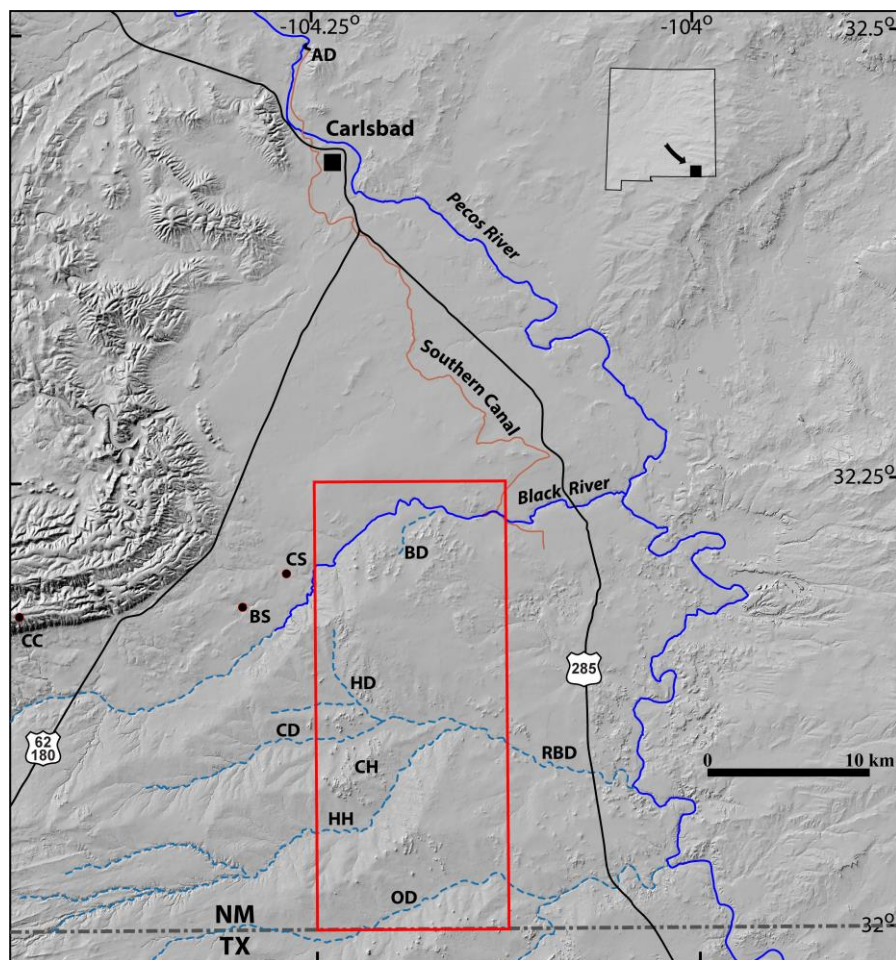 -104.25
-104°
32.5°
AD
Carlsbad
Pecos River
Southern Canal
32.25°
Black River
BD
CS
BS
CC
HD
285
CD
RBD
62
180
CH
0 10 km
HH
OD
NM
32°
TX